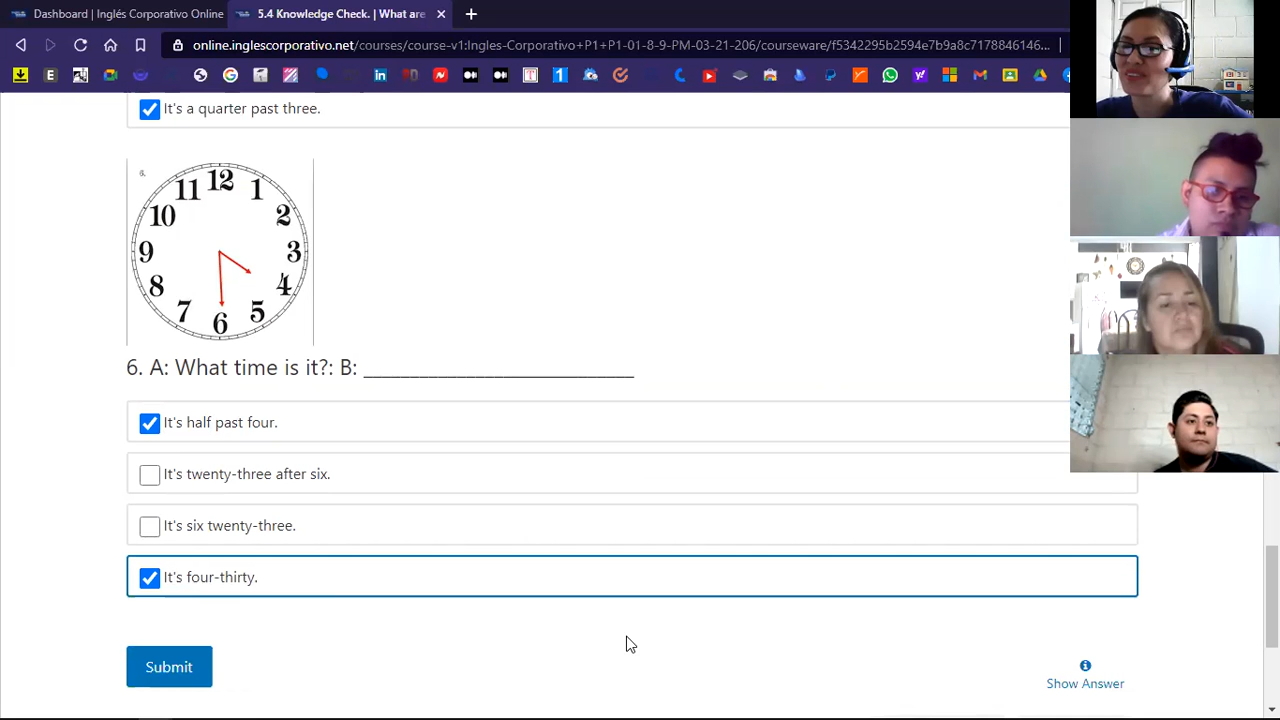 Dashboard | Inglés Corporativo Online
5.4 Knowledge Check. | What are
online.inglescorporativo.net/courses/course-v1:Ingles-Corporativo+P1+P1-01-8-9-PM-03-21-206/courseware/f5342295b2594e7b9a8c7178846146...
It's a quarter past three.
6.
12
11
1
10
2
9
3
8
4
7
5
6
6. A: What time is it?: B: ___________________________
It's half past four.
It's twenty-three after six.
It's six twenty-three.
It's four-thirty.
Submit
Show Answer